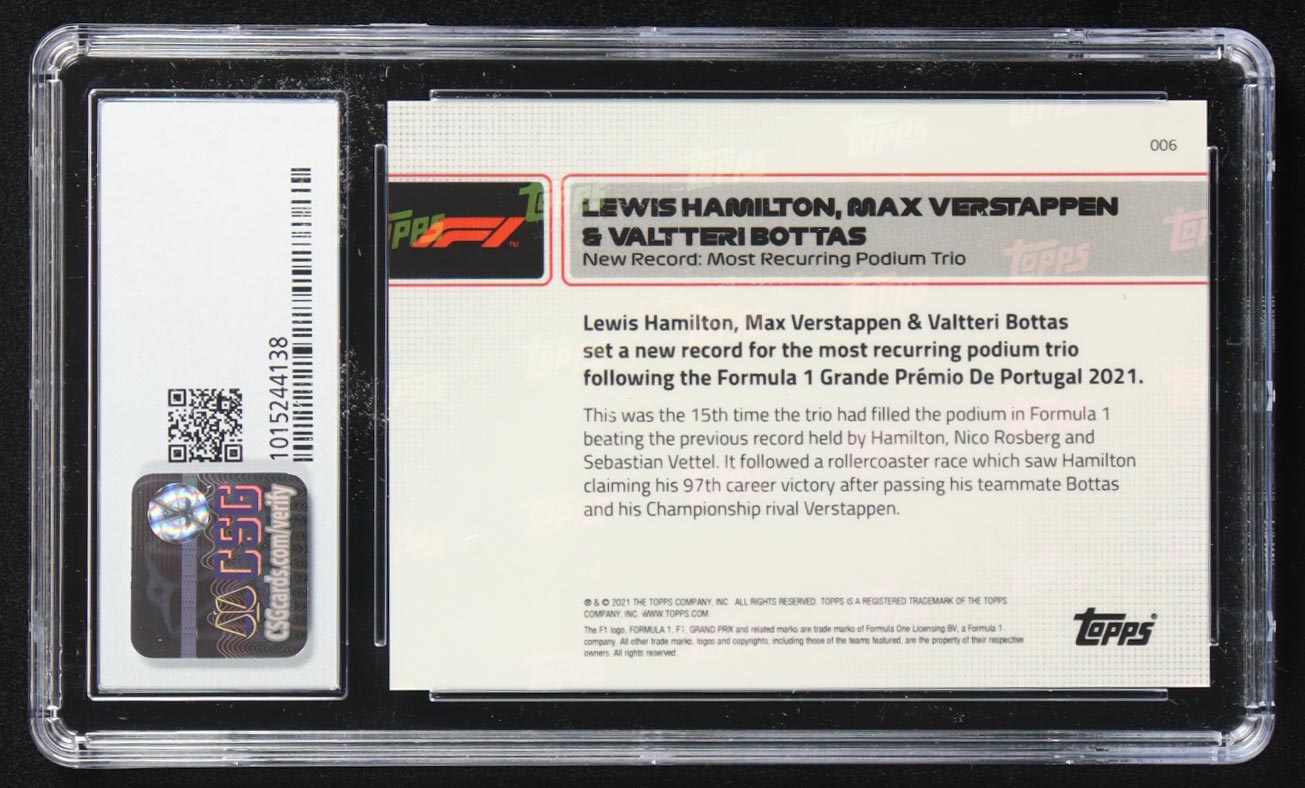 006
F1™
LEWIS HAMILTON, MAX VERSTAPPEN
& VALTTERI BOTTAS
New Record: Most Recurring Podium Trio
Lewis Hamilton, Max Verstappen & Valtteri Bottas
set a new record for the most recurring podium trio
following the Formula 1 Grande Prémio De Portugal 2021.
This was the 15th time the trio had filled the podium in Formula 1
beating the previous record held by Hamilton, Nico Rosberg and
Sebastian Vettel. It followed a rollercoaster race which saw Hamilton
claiming his 97th career victory after passing his teammate Bottas
and his Championship rival Verstappen.
® & © 2021 THE TOPPS COMPANY, INC. ALL RIGHTS RESERVED. TOPPS IS A REGISTERED TRADEMARK OF THE TOPPS
COMPANY, INC. WWW.TOPPS.COM
The F1 logo, FORMULA 1, F1, GRAND PRIX and related marks are trade marks of Formula One Licensing BV, a Formula 1
company. All other trade marks, logos and copyrights, including those of the teams featured, are the property of their respective
owners. All rights reserved.
topps®
1015244138
CSG
CSGcards.com/verify
topps
topps
topps
topps